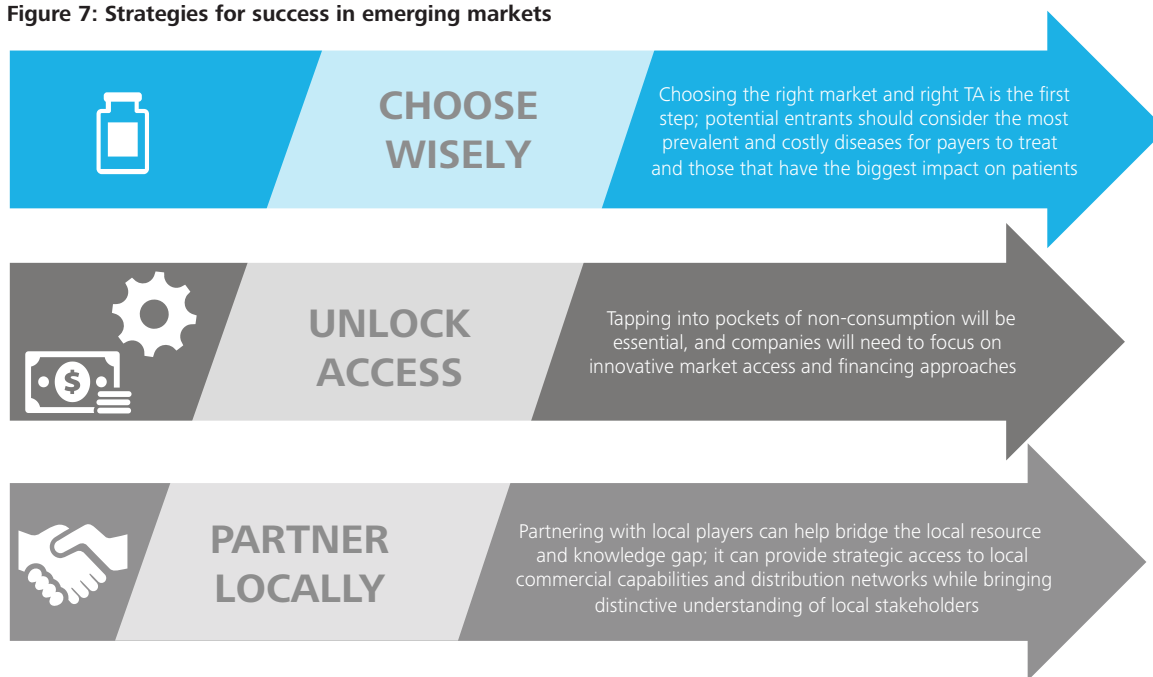 Figure 7: Strategies for success in emerging markets
CHOOSE
WISELY
Choosing the right market and right TA is the first
step; potential entrants should consider the most
prevalent and costly diseases for payers to treat
and those that have the biggest impact on patients
$
UNLOCK
ACCESS
Tapping into pockets of non-consumption will be
essential, and companies will need to focus on
innovative market access and financing approaches
PARTNER
LOCALLY
Partnering with local players can help bridge the local resource
and knowledge gap; it can provide strategic access to local
commercial capabilities and distribution networks while bringing
distinctive understanding of local stakeholders